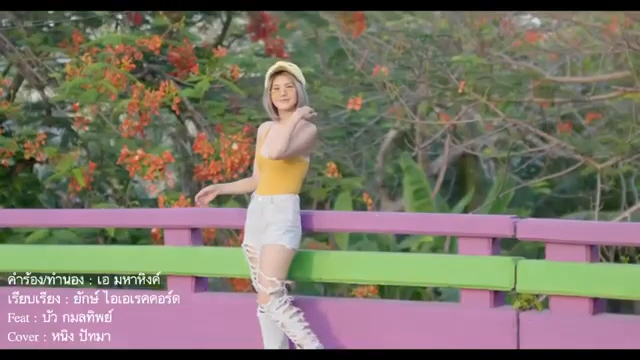 คำร้อง/ทำนอง : เอ มหาหิงค์
เรียบเรียง : ยักษ์ ไอเอเรคคอร์ด
Feat : บัว กมลทิพย์
Cover : หนิง ปัทมา